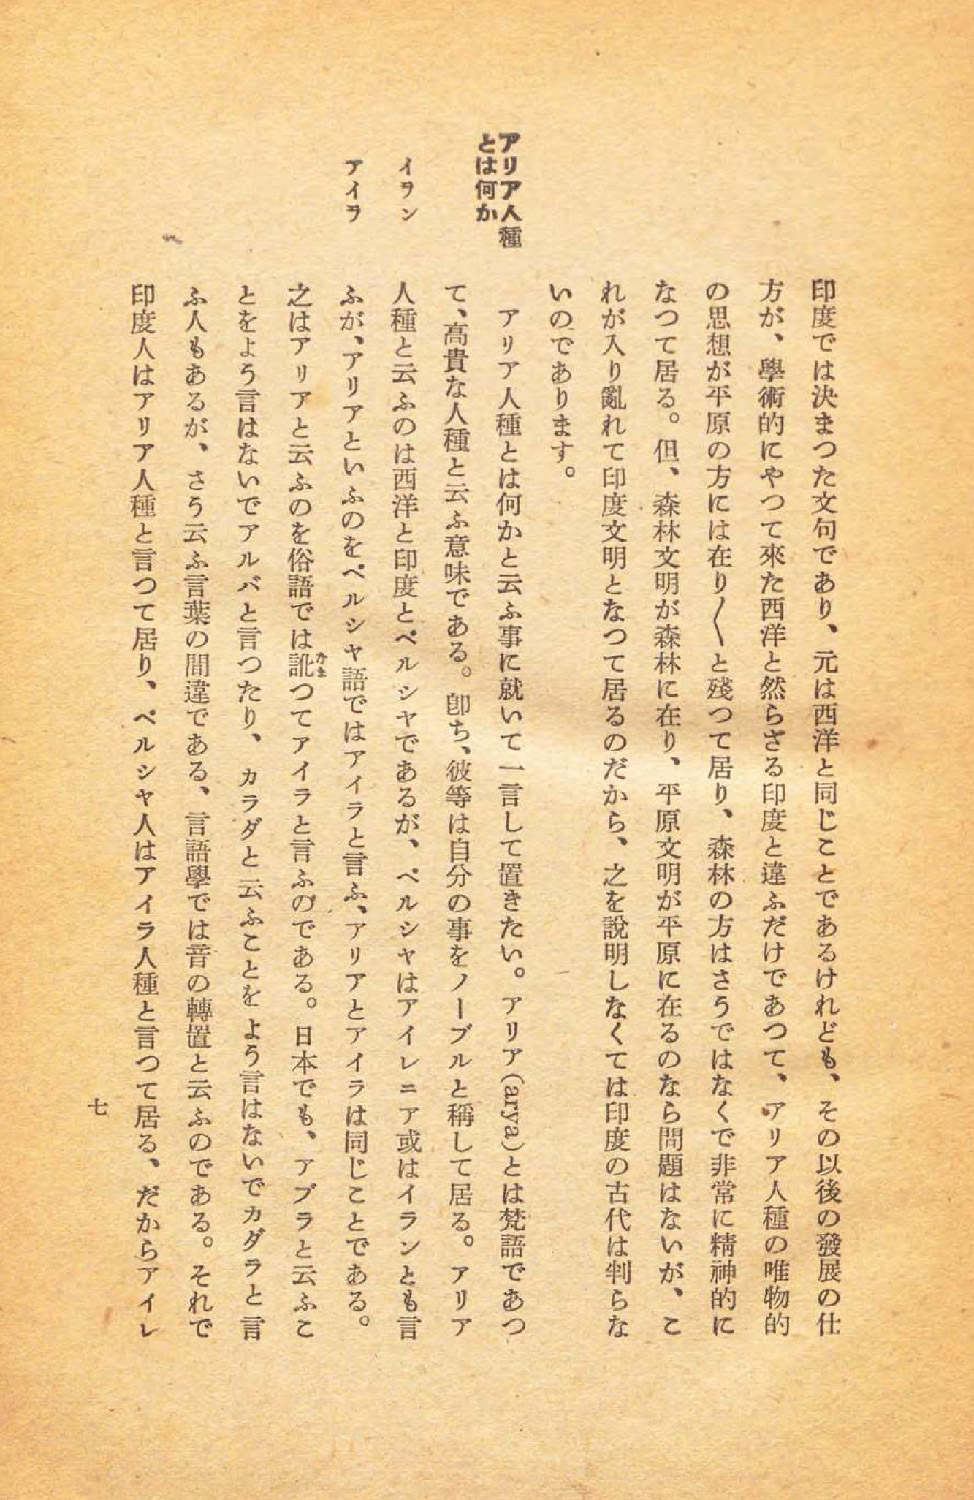 印度では決まつた文句であり、元は西洋と同じことであるけれども、その以後の發展の仕
方が、學術的にやつて來た西洋と然らざる印度と違ふだけであつて、アリア人種の唯物的
の思想が平原の方には在り〱と殘つて居り、森林の方はさうではなくで非常に精神的に
なつて居る。但、森林文明が森林に在り、平原文明が平原に在るのなら問題はないが、こ
れが入り亂れて印度文明となつて居るのだから、之を說明しなくては印度の古代は判らな
いのであります。
アリア人種
とは何か
アリア人種とは何かと云ふ事に就いて一言して置きたい。アリア(arya)とは梵語であつ
て、高貴な人種と云ふ意味である。卽ち、彼等は自分の事をノーブルと稱して居る。アリア
イラン
人種と云ふのは西洋と印度とペルシヤであるが、ペルシヤはアイレニア或はイランとも言
アイラ
ふが、アリアといふのをペルシヤ語ではアイラと言ふ、アリアとアイラは同じことである。
之はアリアと云ふのを俗語では訛つてアイラと言ふのである。日本でも、アブラと云ふこ
とをよう言はないでアルバと言つたり、カラダと云ふことをよう言はないでカダラと言
ふ人もあるが、さう云ふ言葉の間違である、言語學では音の轉置と云ふのである。それで
印度人はアリア人種と言つて居り、ペルシヤ人はアイラ人種と言つて居る、だからアイレ
七